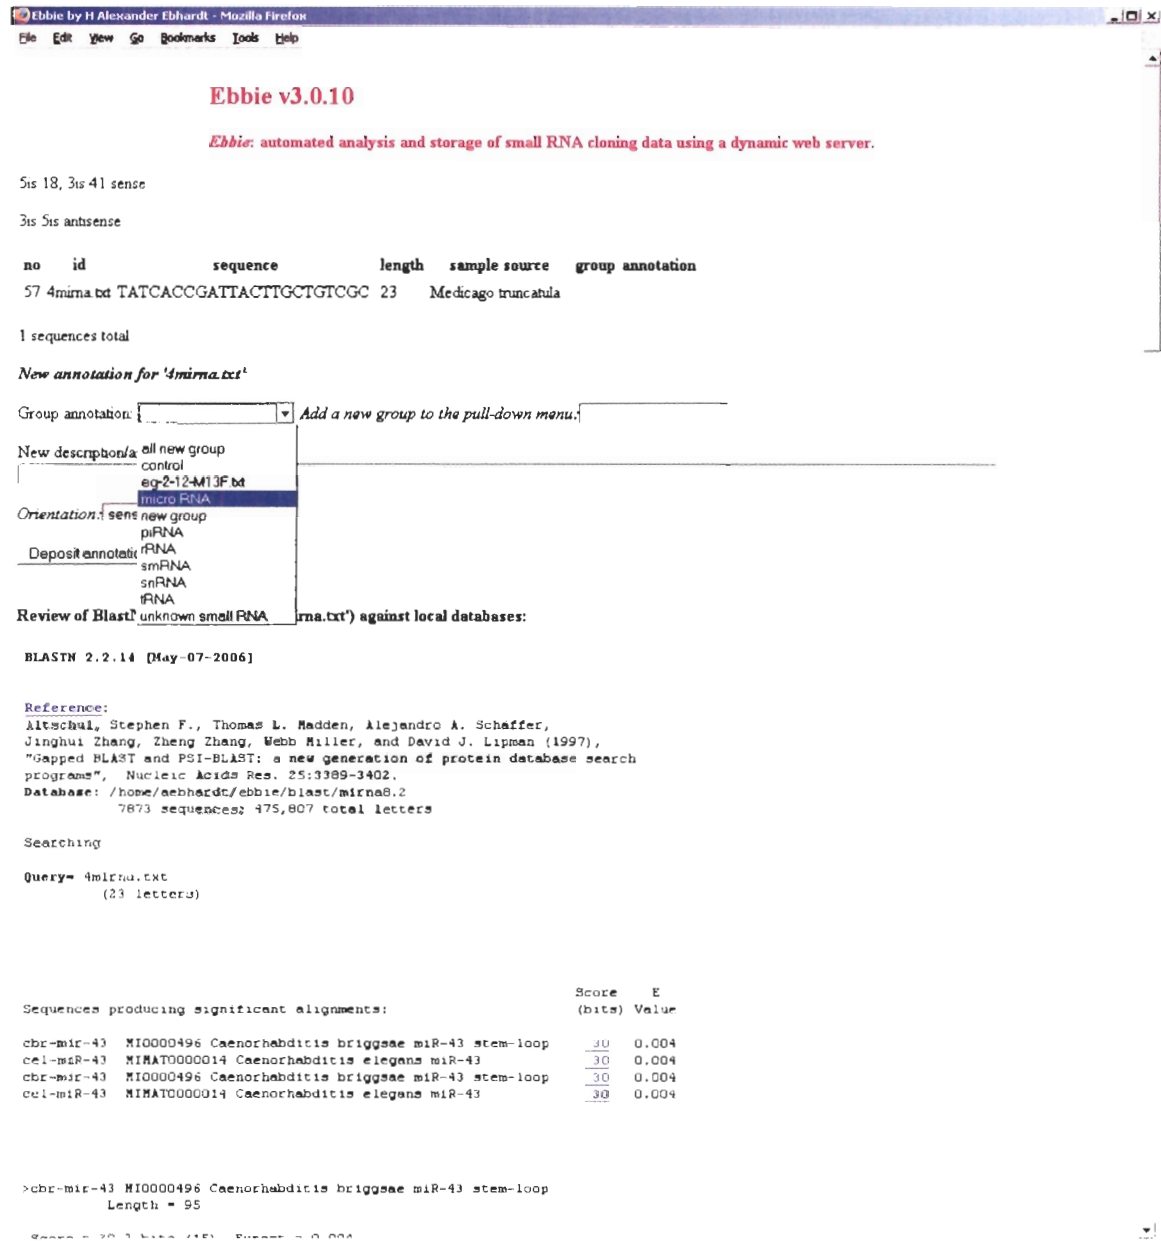 Ebbie by H Alexander Ebhardt - Mozilla Firefox
File Edit View Go Bookmarks Tools Help
Ebbie v3.0.10
Ebbie: automated analysis and storage of small RNA cloning data using a dynamic web server.
5is 18, 3is 41 sense
3is 5is antisense
no id sequence length sample source group annotation
57 4mirna.txt TATCACCGATTACTTGCTGTCGC 23 Medicago truncatula
1 sequences total
New annotation for '4mirna.txt'
Group annotation: Add a new group to the pull-down menu:
New description/a
all new group
control
eg-2-12-M13F.txt
micro RNA
Orientation: sens
new group
piRNA
Deposit annotatio
rRNA
smRNA
snRNA
tRNA
unknown small RNA
Review of Blast rna.txt') against local databases:
BLASTN 2.2.14 [May-07-2006]
Reference:
Altschul, Stephen F., Thomas L. Madden, Alejandro A. Schaffer,
Jinghui Zhang, Zheng Zhang, Webb Miller, and David J. Lipman (1997),
"Gapped BLAST and PSI-BLAST: a new generation of protein database search
programs", Nucleic Acids Res. 25:3389-3402.
Database: /home/aebhardt/ebbie/blast/mirna8.2
7873 sequences; 475,807 total letters
Searching
Query= 4mirna.txt
(23 letters)
Score E
Sequences producing significant alignments: (bits) Value
cbr-mir-43 MI0000496 Caenorhabditis briggsae miR-43 stem-loop 30 0.004
cel-miR-43 MIMAT0000014 Caenorhabditis elegans miR-43 30 0.004
cbr-mir-43 MI0000496 Caenorhabditis briggsae miR-43 stem-loop 30 0.004
cel-miR-43 MIMAT0000014 Caenorhabditis elegans miR-43 30 0.004
>cbr-mir-43 MI0000496 Caenorhabditis briggsae miR-43 stem-loop
Length = 95